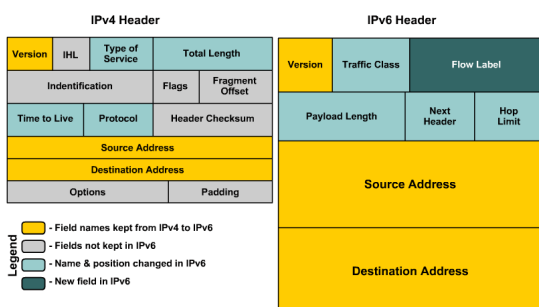 IPv4 Header
IPv6 Header
Version
IHL
Type of
Service
Total Length
Indentification
Flags
Fragment
Offset
Time to Live
Protocol
Header Checksum
Source Address
Destination Address
Options
Padding
Version
Traffic Class
Flow Label
Payload Length
Next
Header
Hop
Limit
Source Address
Destination Address
Legend
- Field names kept from IPv4 to IPv6
- Fields not kept in IPv6
- Name & position changed in IPv6
- New field in IPv6